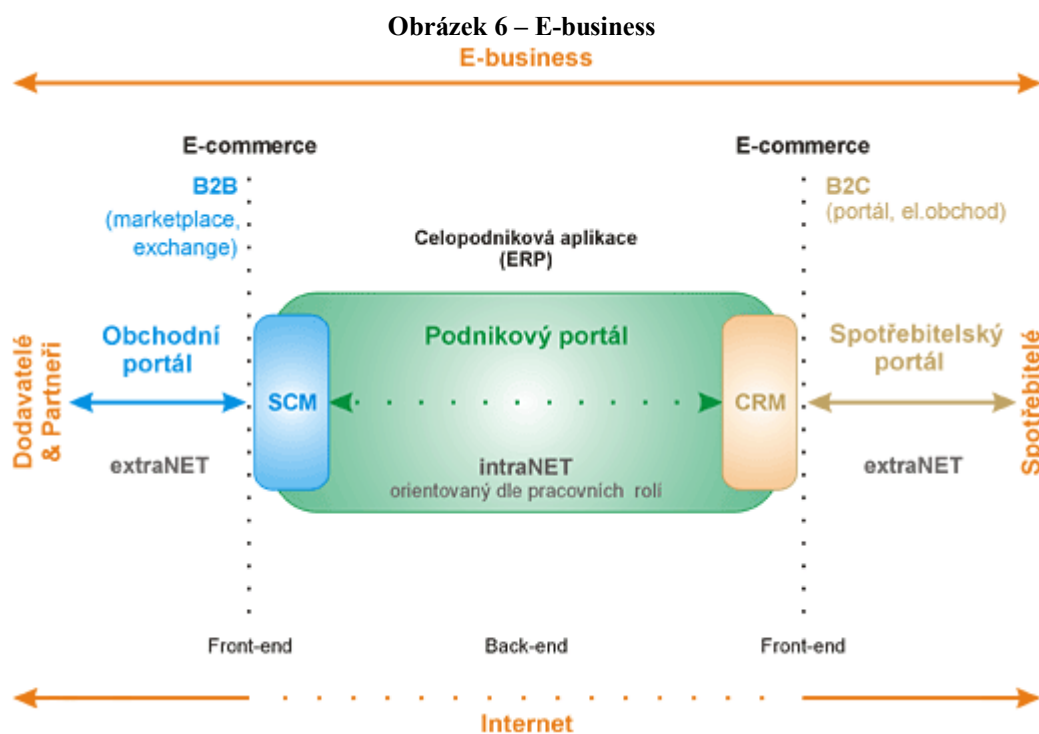 Obrázek 6 – E-business
E-business
E-commerce
E-commerce
B2B
(marketplace,
exchange)
B2C
(portál, el.obchod)
Celopodniková aplikace
(ERP)
Dodavatelé
& Partneři
Obchodní
portál
extraNET
SCM
Podnikový portál
intraNET
orientovaný dle pracovních rolí
CRM
Spotřebitelský
portál
extraNET
Spotřebitelé
Front-end
Back-end
Front-end
Internet